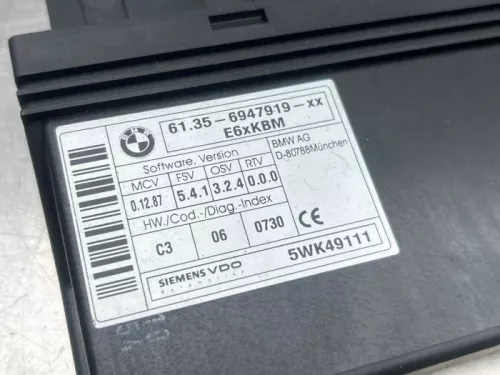 BMW
61.35-6947919-xx
E6xKBM
BMW AG
D-80788München
Software, Version
MCV FSV OSV RTV
0.12.87 5.4.1 3.2.4 0.0.0
HW./Cod.-/Diag.-Index
C3 06 0730 CE
SIEMENS VDO
5WK49111